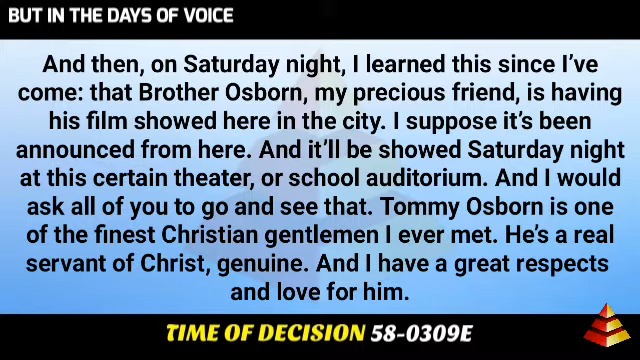 BUT IN THE DAYS OF VOICE
And then, on Saturday night, I learned this since I've
come: that Brother Osborn, my precious friend, is having
his film showed here in the city. I suppose it's been
announced from here. And it'll be showed Saturday night
at this certain theater, or school auditorium. And I would
ask all of you to go and see that. Tommy Osborn is one
of the finest Christian gentlemen I ever met. He's a real
servant of Christ, genuine. And I have a great respects
and love for him.
TIME OF DECISION 58-0309E